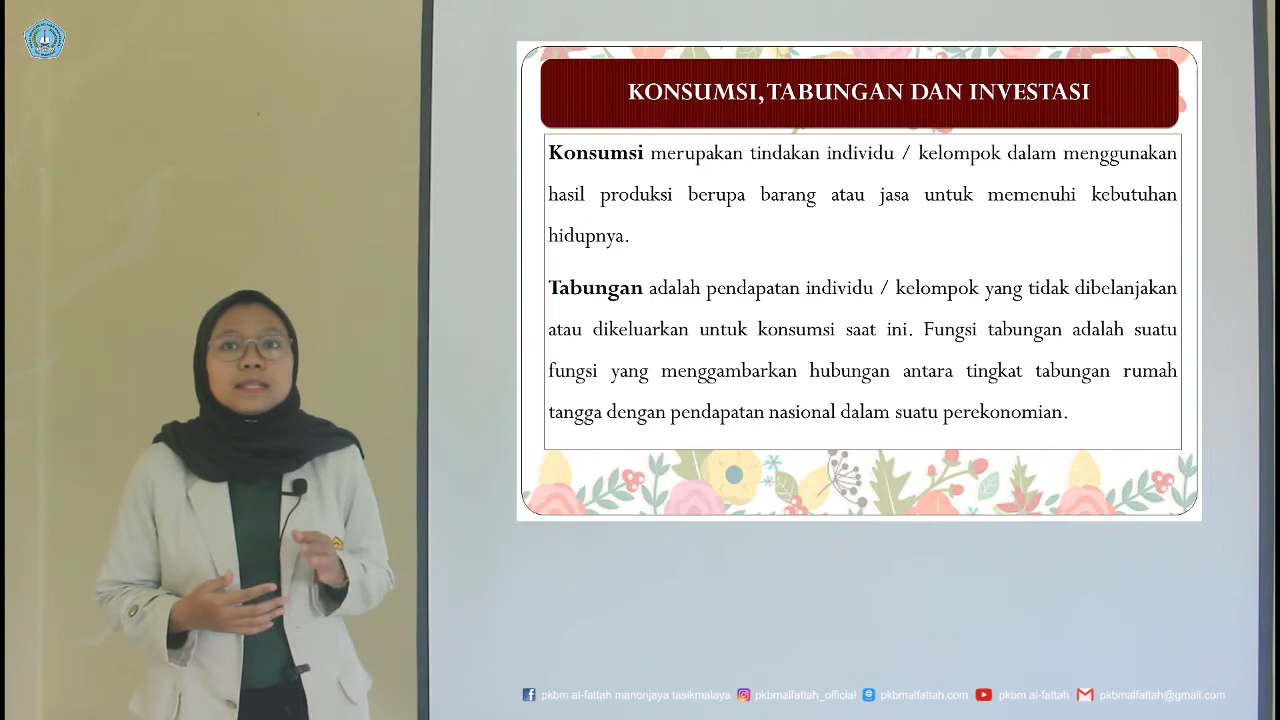 KONSUMSI, TABUNGAN DAN INVESTASI
Konsumsi merupakan tindakan individu / kelompok dalam menggunakan
hasil produksi berupa barang atau jasa untuk memenuhi kebutuhan
hidupnya.
Tabungan adalah pendapatan individu / kelompok yang tidak dibelanjakan
atau dikeluarkan untuk konsumsi saat ini. Fungsi tabungan adalah suatu
fungsi yang menggambarkan hubungan antara tingkat tabungan rumah
tangga dengan pendapatan nasional dalam suatu perekonomian.
pkbm al-fattah manonjaya tasikmalaya pkbmalfattah_official pkbmalfattah.com pkbm al-fattah pkbmalfattah@gmail.com